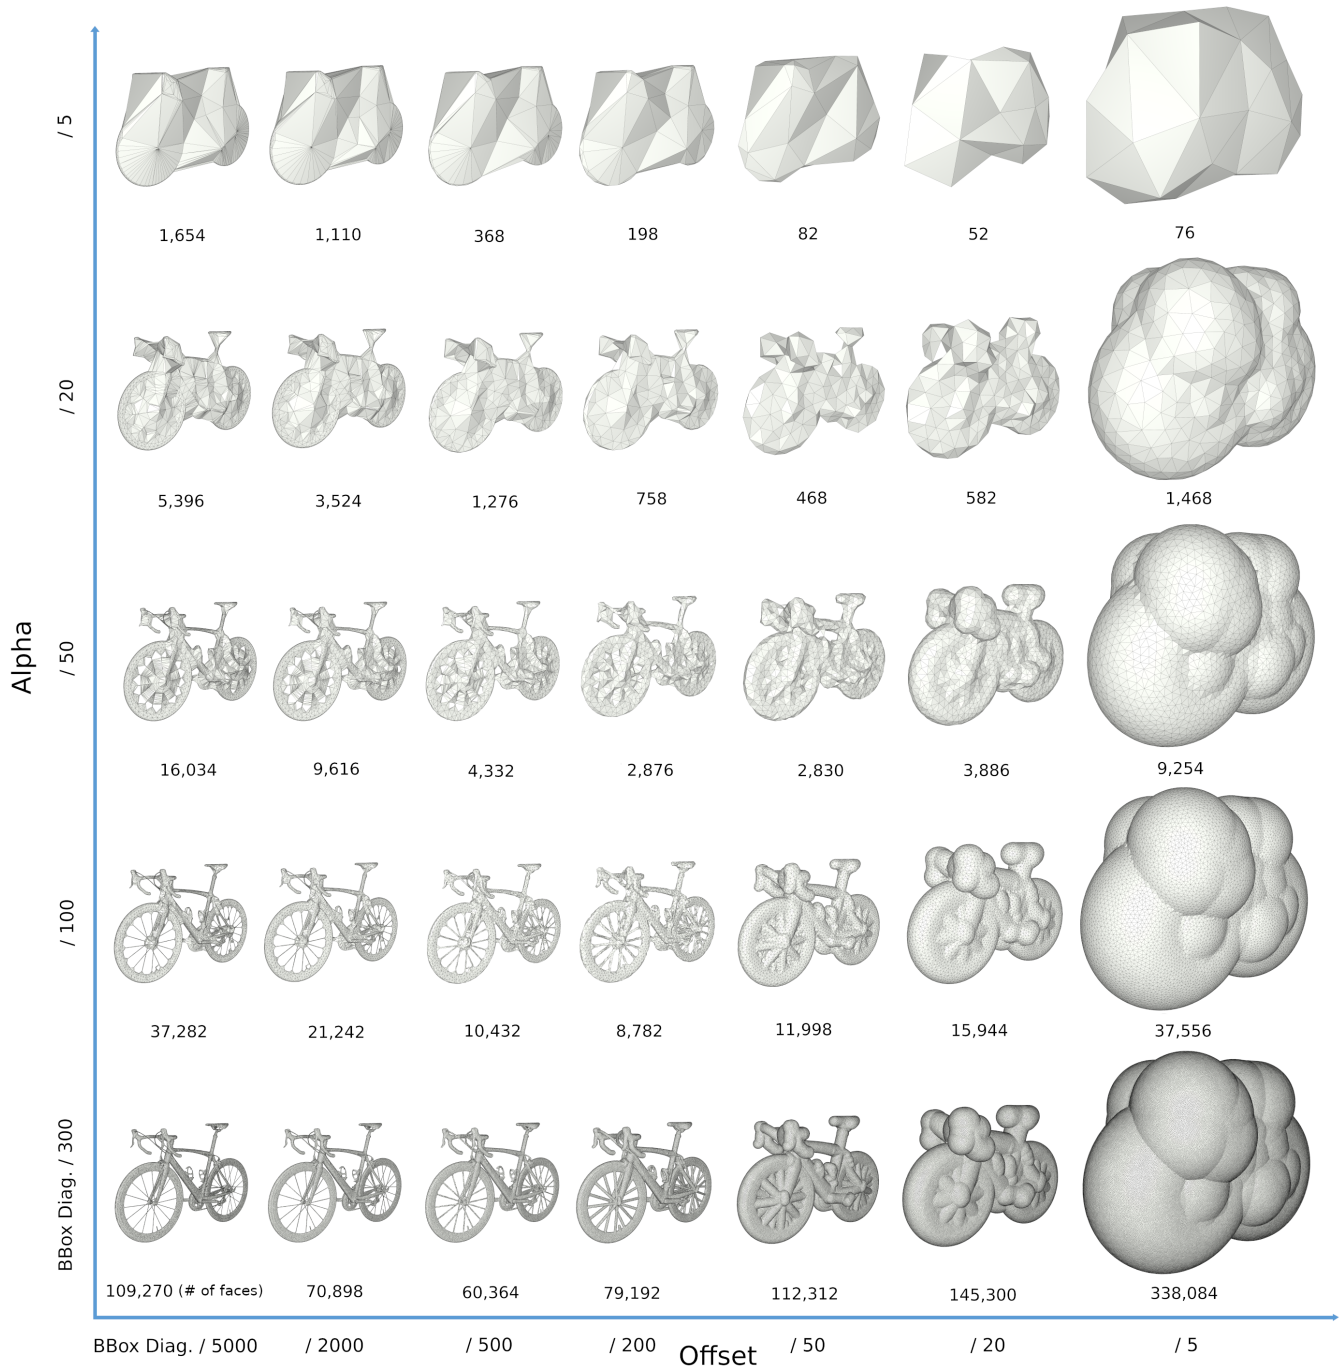 / 5
1,654 1,110 368 198 82 52 76
/ 20
5,396 3,524 1,276 758 468 582 1,468
Alpha
/ 50
16,034 9,616 4,332 2,876 2,830 3,886 9,254
/ 100
37,282 21,242 10,432 8,782 11,998 15,944 37,556
BBox Diag. / 300
109,270 (# of faces) 70,898 60,364 79,192 112,312 145,300 338,084
BBox Diag. / 5000 / 2000 / 500 / 200 / 50 / 20 / 5
Offset